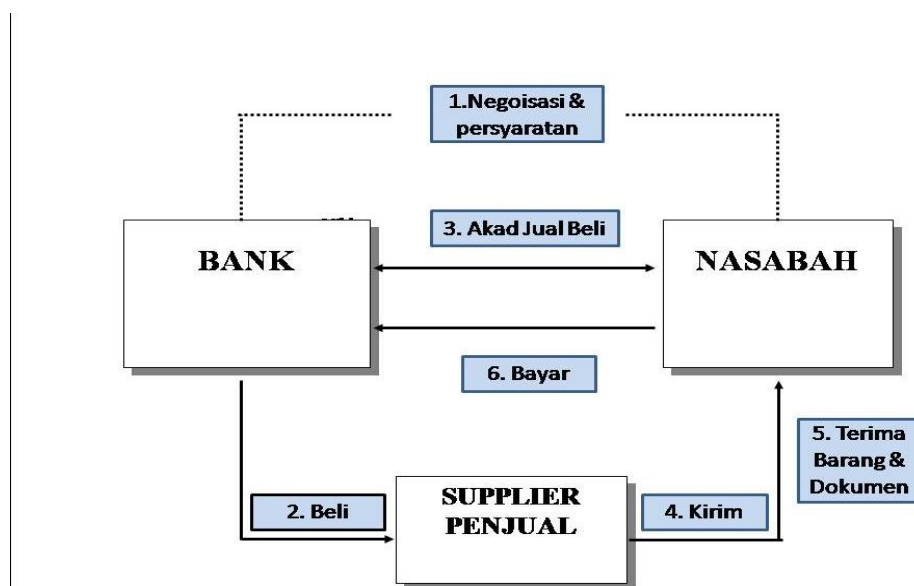 1.Negoisasi &
persyaratan
3. Akad Jual Beli
BANK
NASABAH
6. Bayar
5. Terima
Barang &
Dokumen
SUPPLIER
PENJUAL
2. Beli
4. Kirim